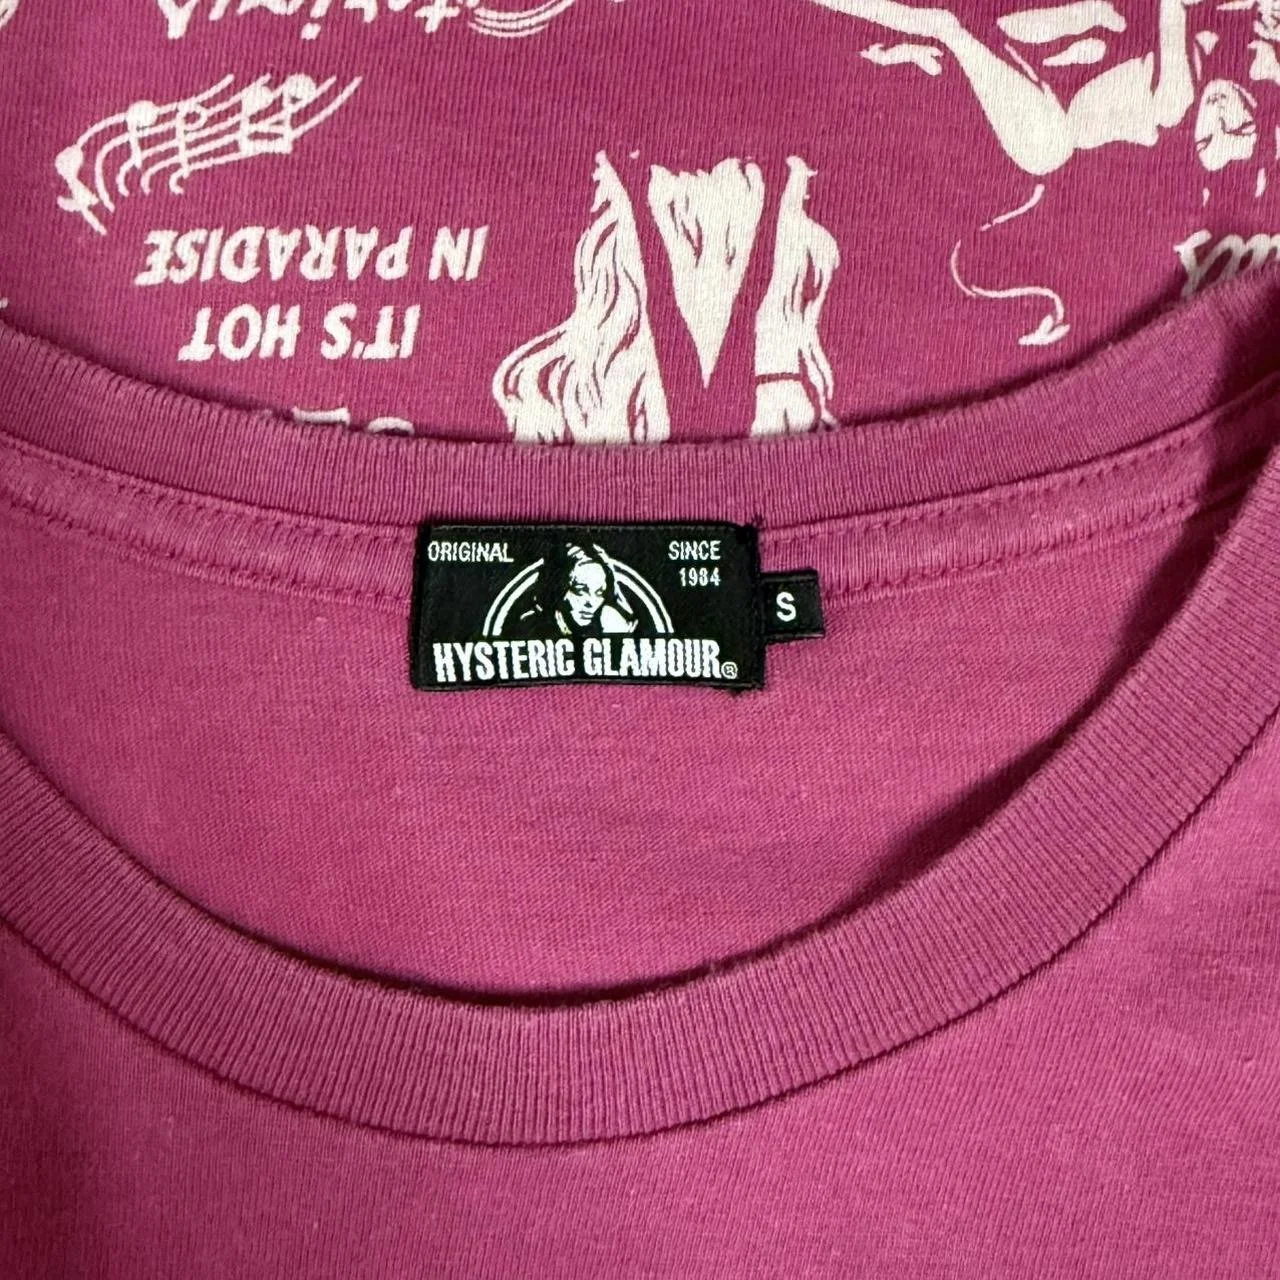 IT'S HOT
IN PARADISE
ORIGINAL
SINCE
1984
HYSTERIC GLAMOUR®
S